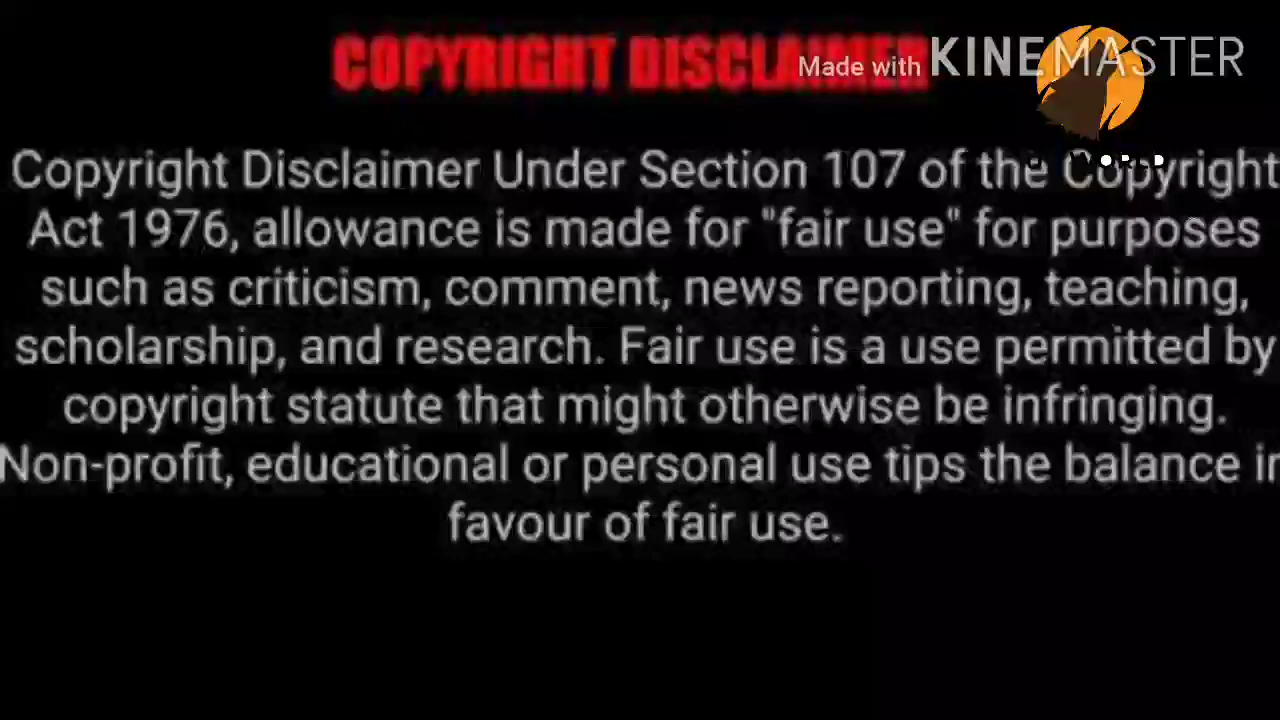 COPYRIGHT DISCLAIMER
Made with KINEMASTER
Copyright Disclaimer Under Section 107 of the Copyright
Act 1976, allowance is made for "fair use" for purposes
such as criticism, comment, news reporting, teaching,
scholarship, and research. Fair use is a use permitted by
copyright statute that might otherwise be infringing.
Non-profit, educational or personal use tips the balance in
favour of fair use.
WORLD